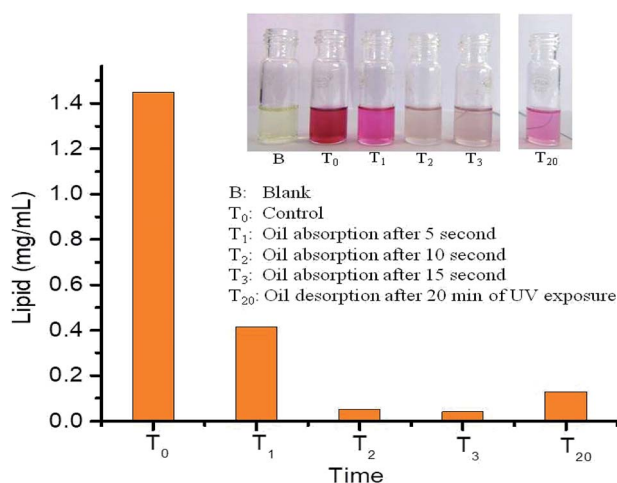 B T₀ T₁ T₂ T₃ T₂₀
B: Blank
T₀: Control
T₁: Oil absorption after 5 second
T₂: Oil absorption after 10 second
T₃: Oil absorption after 15 second
T₂₀: Oil desorption after 20 min of UV exposure
Lipid (mg/mL)
1.4
1.2
1.0
0.8
0.6
0.4
0.2
0.0
T₀ T₁ T₂ T₃ T₂₀
Time